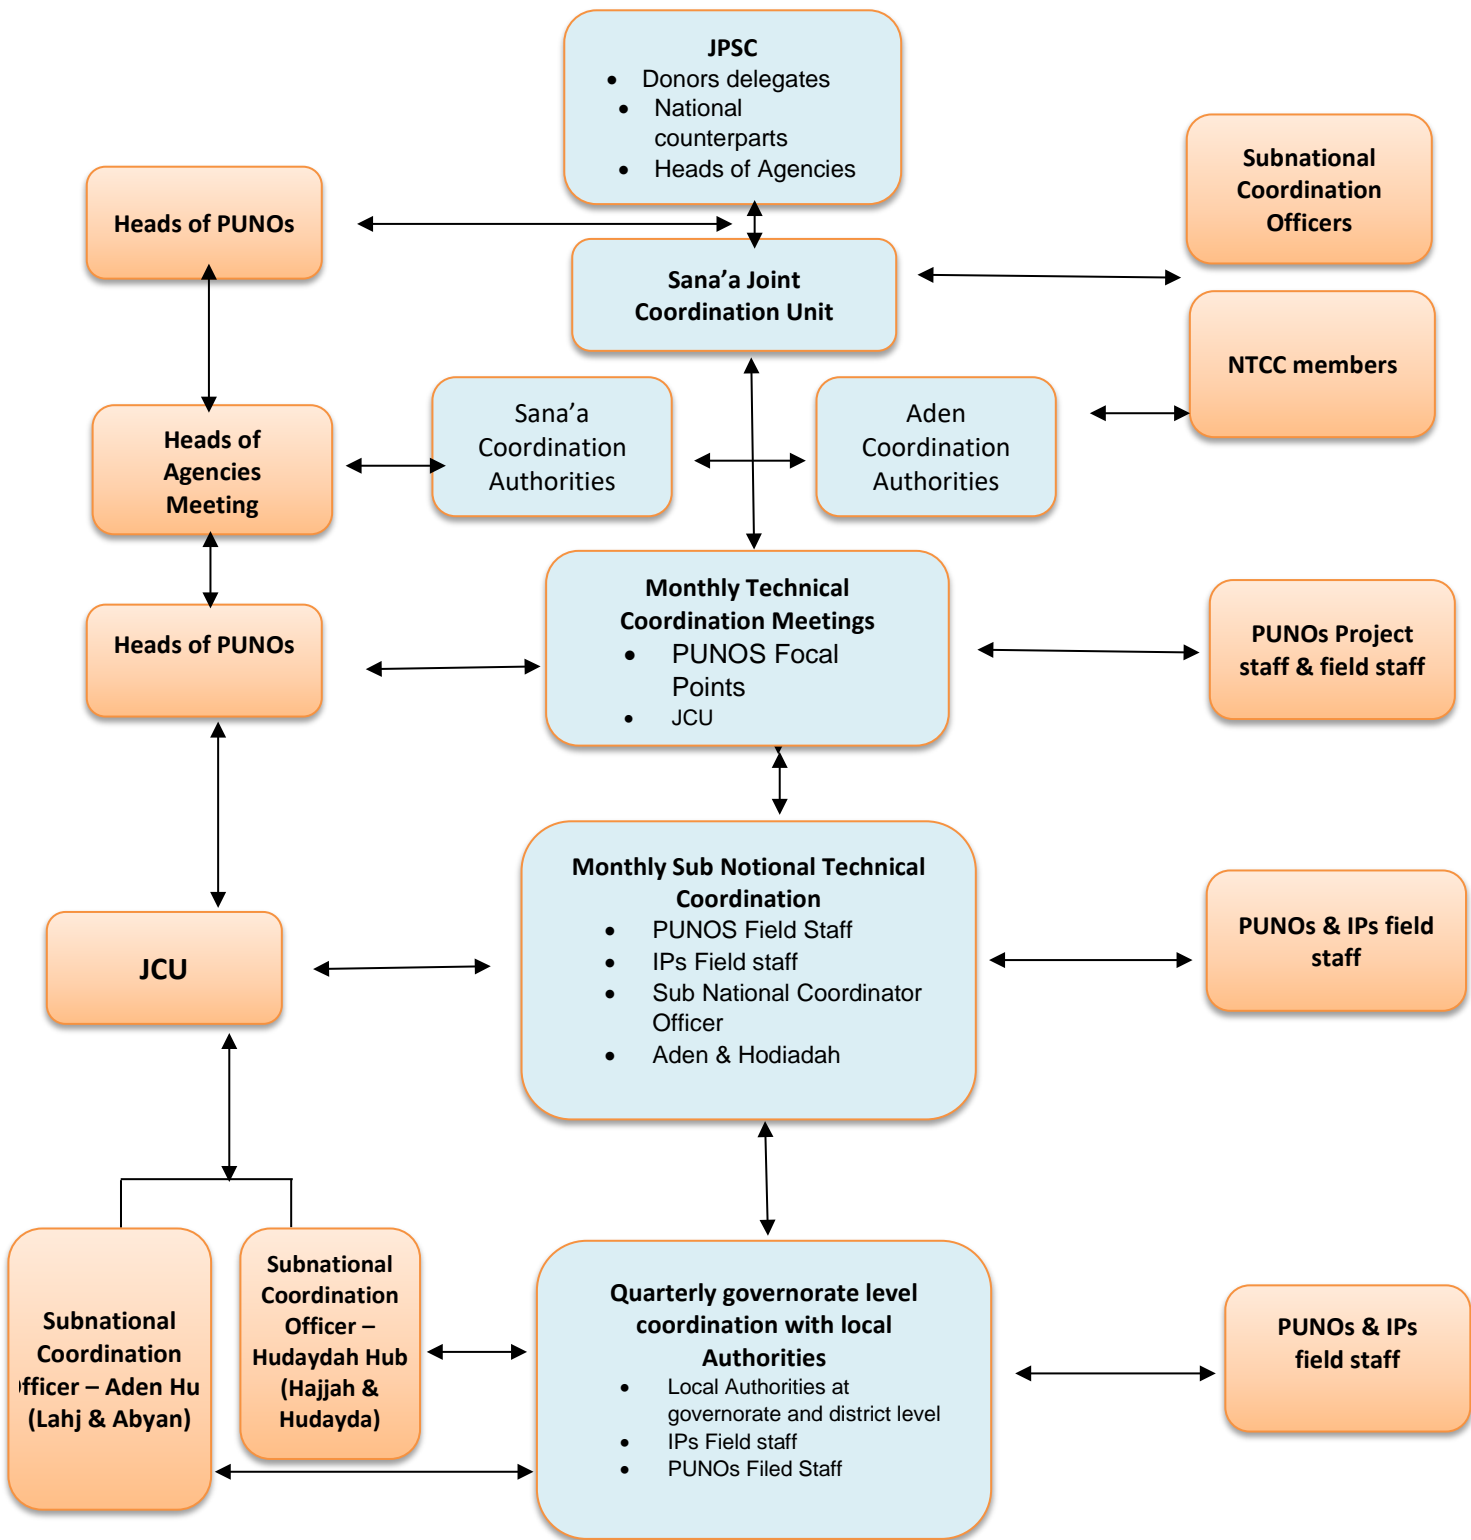 JPSC
• Donors delegates
• National
counterparts
• Heads of Agencies
Subnational
Coordination
Officers
Heads of PUNOs
Sana’a Joint
Coordination Unit
NTCC members
Sana’a
Coordination
Authorities
Aden
Coordination
Authorities
Heads of
Agencies
Meeting
Monthly Technical
Coordination Meetings
• PUNOS Focal
Points
• JCU
Heads of PUNOs
PUNOs Project
staff & field staff
Monthly Sub Notional Technical
Coordination
• PUNOS Field Staff
• IPs Field staff
• Sub National Coordinator
Officer
• Aden & Hodiadah
PUNOs & IPs field
staff
JCU
Subnational
Coordination
Officer – Aden Hu
(Lahj & Abyan)
Subnational
Coordination
Officer –
Hudaydah Hub
(Hajjah &
Hudayda)
Quarterly governorate level
coordination with local
Authorities
• Local Authorities at
governorate and district level
• IPs Field staff
• PUNOs Filed Staff
PUNOs & IPs
field staff